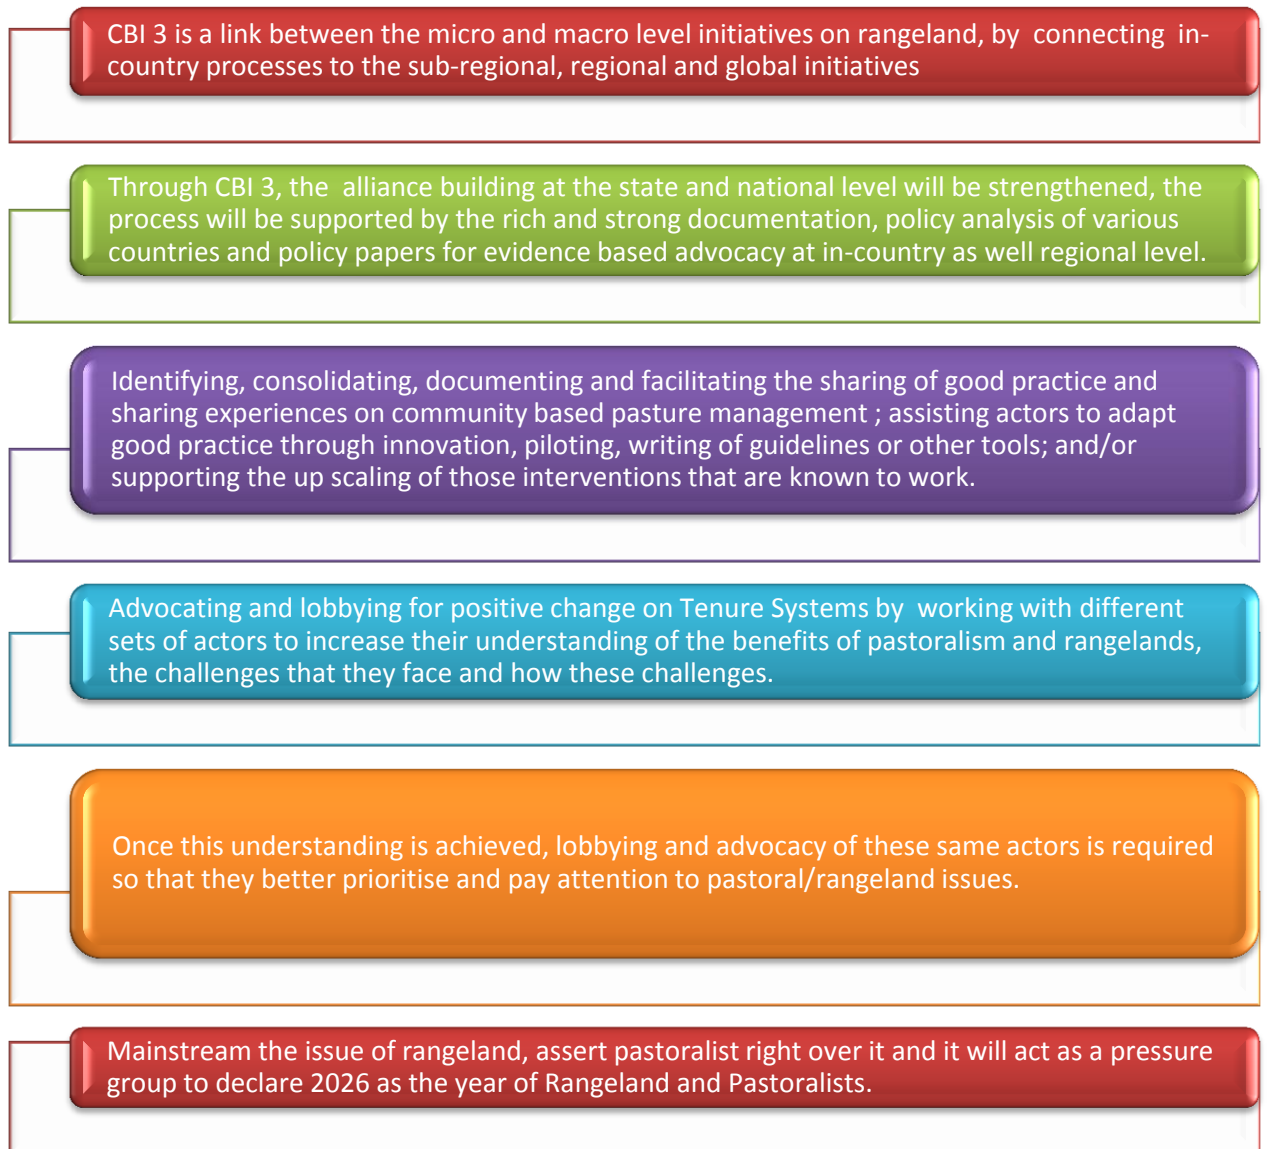 CBI 3 is a link between the micro and macro level initiatives on rangeland, by connecting in-
country processes to the sub-regional, regional and global initiatives
Through CBI 3, the alliance building at the state and national level will be strengthened, the
process will be supported by the rich and strong documentation, policy analysis of various
countries and policy papers for evidence based advocacy at in-country as well regional level.
Identifying, consolidating, documenting and facilitating the sharing of good practice and
sharing experiences on community based pasture management ; assisting actors to adapt
good practice through innovation, piloting, writing of guidelines or other tools; and/or
supporting the up scaling of those interventions that are known to work.
Advocating and lobbying for positive change on Tenure Systems by working with different
sets of actors to increase their understanding of the benefits of pastoralism and rangelands,
the challenges that they face and how these challenges.
Once this understanding is achieved, lobbying and advocacy of these same actors is required
so that they better prioritise and pay attention to pastoral/rangeland issues.
Mainstream the issue of rangeland, assert pastoralist right over it and it will act as a pressure
group to declare 2026 as the year of Rangeland and Pastoralists.